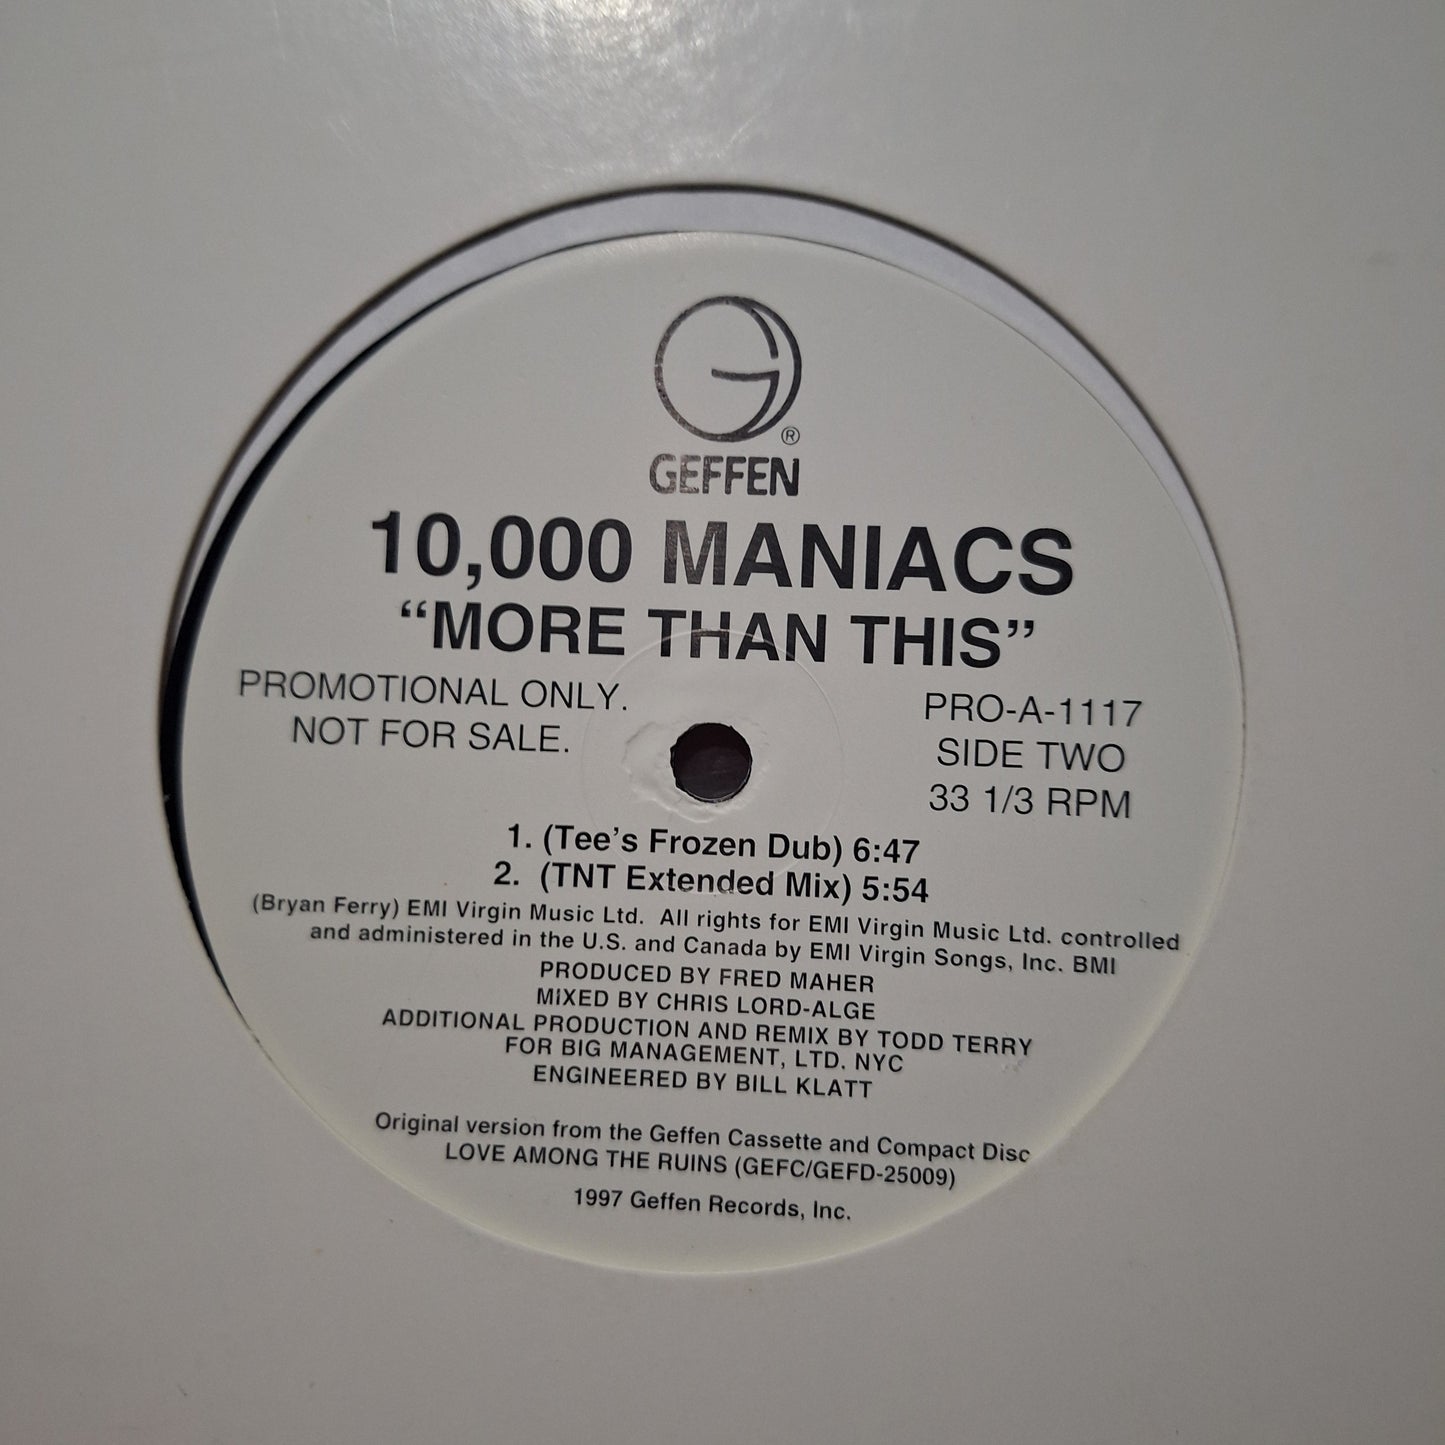 ®
GEFFEN
10,000 MANIACS
“MORE THAN THIS”
PROMOTIONAL ONLY.
NOT FOR SALE.
PRO-A-1117
SIDE TWO
33 1/3 RPM
1. (Tee’s Frozen Dub) 6:47
2. (TNT Extended Mix) 5:54
(Bryan Ferry) EMI Virgin Music Ltd. All rights for EMI Virgin Music Ltd. controlled
and administered in the U.S. and Canada by EMI Virgin Songs, Inc. BMI
PRODUCED BY FRED MAHER
MIXED BY CHRIS LORD-ALGE
ADDITIONAL PRODUCTION AND REMIX BY TODD TERRY
FOR BIG MANAGEMENT, LTD. NYC
ENGINEERED BY BILL KLATT
Original version from the Geffen Cassette and Compact Disc
LOVE AMONG THE RUINS (GEFC/GEFD-25009)
1997 Geffen Records, Inc.